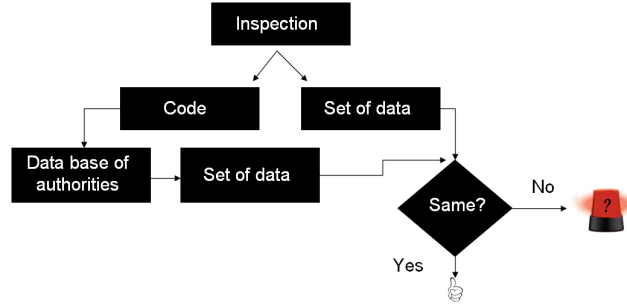 Inspection
Code
Set of data
Data base of
authorities
Set of data
Same?
No
?
Yes